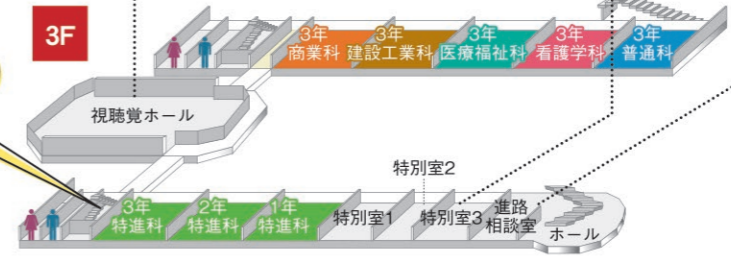 3F
3年
商業科
3年
建設工業科
3年
医療福祉科
3年
看護学科
3年
普通科
視聴覚ホール
3年
特進科
2年
特進科
1年
特進科
特別室1
特別室2
特別室3
進路
相談室
ホール